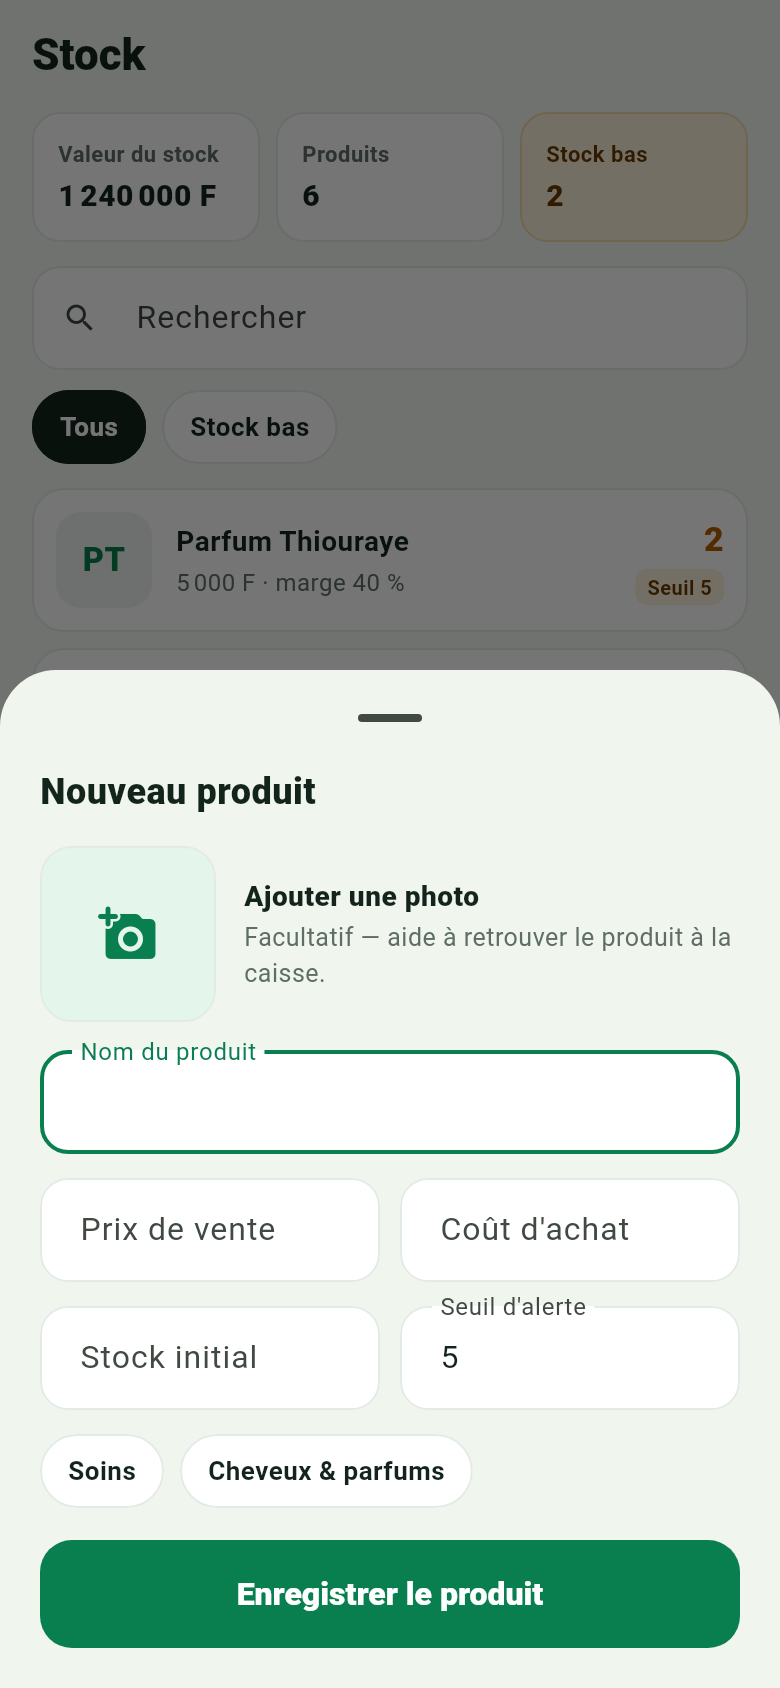 Stock
Valeur du stock
1 240 000 F
Produits
6
Stock bas
2
Rechercher
Tous
Stock bas
PT
Parfum Thiouraye
5 000 F · marge 40 %
2
Seuil 5
Nouveau produit
Ajouter une photo
Facultatif — aide à retrouver le produit à la
caisse.
Nom du produit
Prix de vente
Coût d'achat
Stock initial
Seuil d'alerte
5
Soins
Cheveux & parfums
Enregistrer le produit